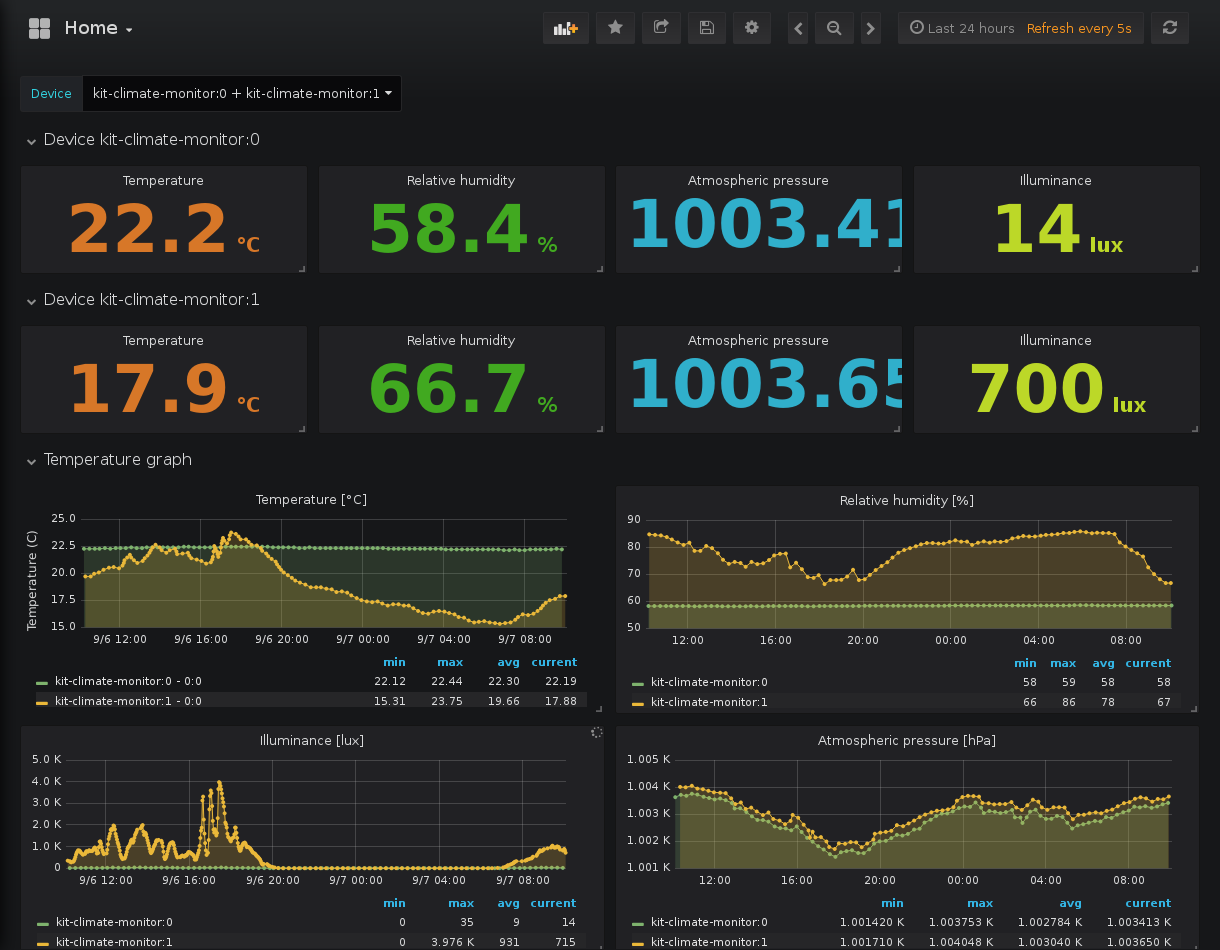 Home
Last 24 hours Refresh every 5s
Device kit-climate-monitor:0 + kit-climate-monitor:1
Device kit-climate-monitor:0
Temperature Relative humidity Atmospheric pressure Illuminance
22.2 °C 58.4 % 1003.41 14 lux
Device kit-climate-monitor:1
Temperature Relative humidity Atmospheric pressure Illuminance
17.9 °C 66.7 % 1003.65 700 lux
Temperature graph
Temperature [°C]
Temperature (C)
25.0
22.5
20.0
17.5
15.0
9/6 12:00 9/6 16:00 9/6 20:00 9/7 00:00 9/7 04:00 9/7 08:00
min max avg current
kit-climate-monitor:0 - 0:0 22.12 22.44 22.30 22.19
kit-climate-monitor:1 - 0:0 15.31 23.75 19.66 17.88
Relative humidity [%]
90
80
70
60
50
12:00 16:00 20:00 00:00 04:00 08:00
min max avg current
kit-climate-monitor:0 58 59 58 58
kit-climate-monitor:1 66 86 78 67
Illuminance [lux]
5.0 K
4.0 K
3.0 K
2.0 K
1.0 K
0
9/6 12:00 9/6 16:00 9/6 20:00 9/7 00:00 9/7 04:00 9/7 08:00
min max avg current
kit-climate-monitor:0 0 35 9 14
kit-climate-monitor:1 0 3.976 K 931 715
Atmospheric pressure [hPa]
1.005 K
1.004 K
1.003 K
1.002 K
1.001 K
12:00 16:00 20:00 00:00 04:00 08:00
min max avg current
kit-climate-monitor:0 1.001420 K 1.003753 K 1.002784 K 1.003413 K
kit-climate-monitor:1 1.001710 K 1.004048 K 1.003040 K 1.003650 K